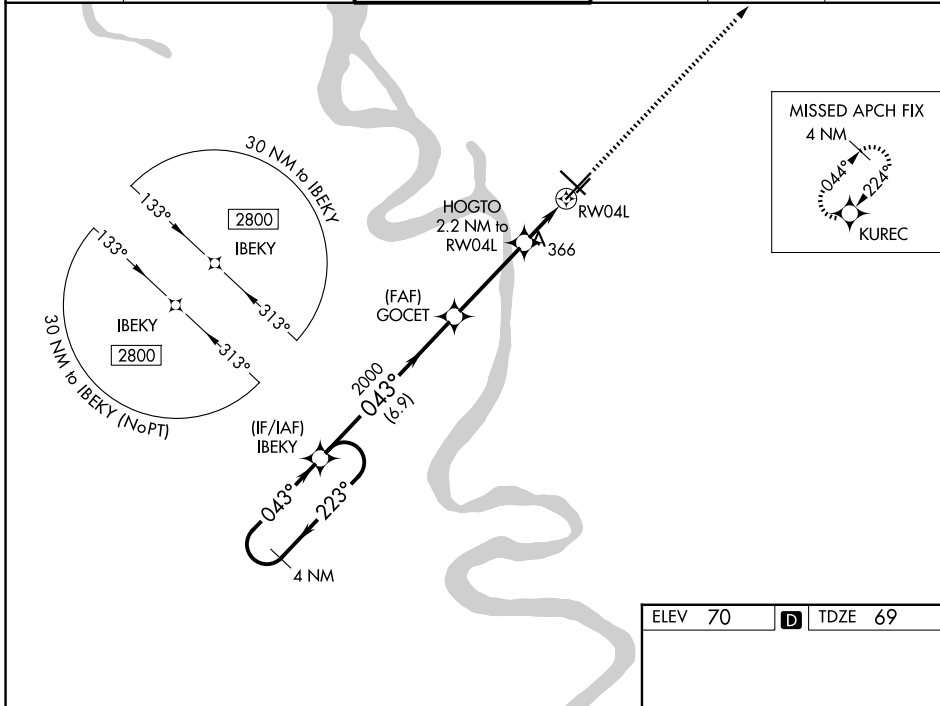 30 NM to IBEKY
133°
2800
IBEKY
313°
133°
IBEKY
2800
313°
30 NM to IBEKY (NoPT)
MISSED APCH FIX
4 NM
044°
224°
KUREC
HOGTO
2.2 NM to
RW04L
RW04L
366
(FAF)
GOCET
2000
043°
(6.9)
(IF/IAF)
IBEKY
043°
223°
4 NM
ELEV 70 D TDZE 69